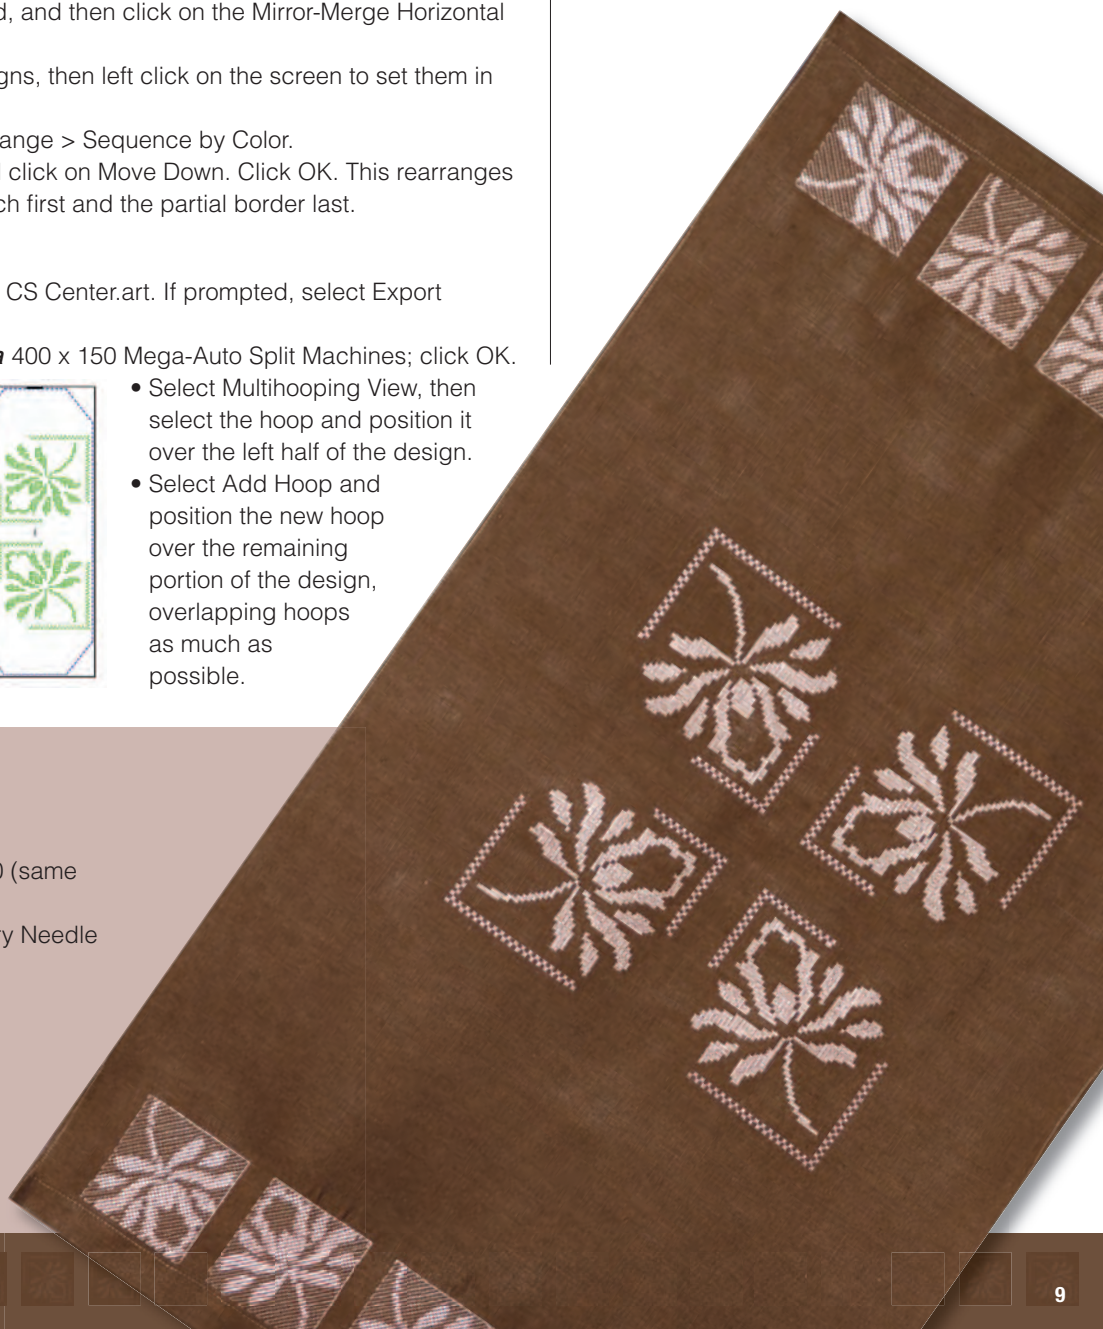 , and then click on the Mirror-Merge Horizontal
gns, then left click on the screen to set them in
ange > Sequence by Color.
click on Move Down. Click OK. This rearranges
ch first and the partial border last.
CS Center.art. If prompted, select Export
a 400 x 150 Mega-Auto Split Machines; click OK.
• Select Multihooping View, then
select the hoop and position it
over the left half of the design.
• Select Add Hoop and
position the new hoop
over the remaining
portion of the design,
overlapping hoops
as much as
possible.
0 (same
ry Needle
9